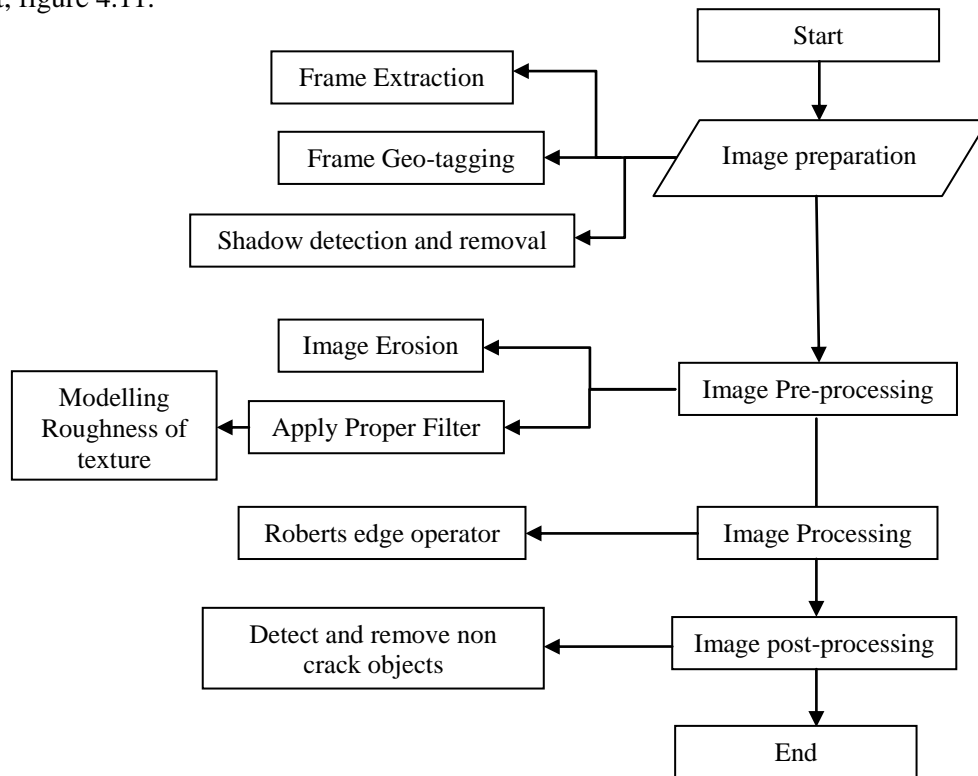 figure 4.11.
Start
Frame Extraction
Image preparation
Frame Geo-tagging
Shadow detection and removal
Image Erosion
Image Pre-processing
Modelling
Roughness of
texture
Apply Proper Filter
Roberts edge operator
Image Processing
Detect and remove non
crack objects
Image post-processing
End